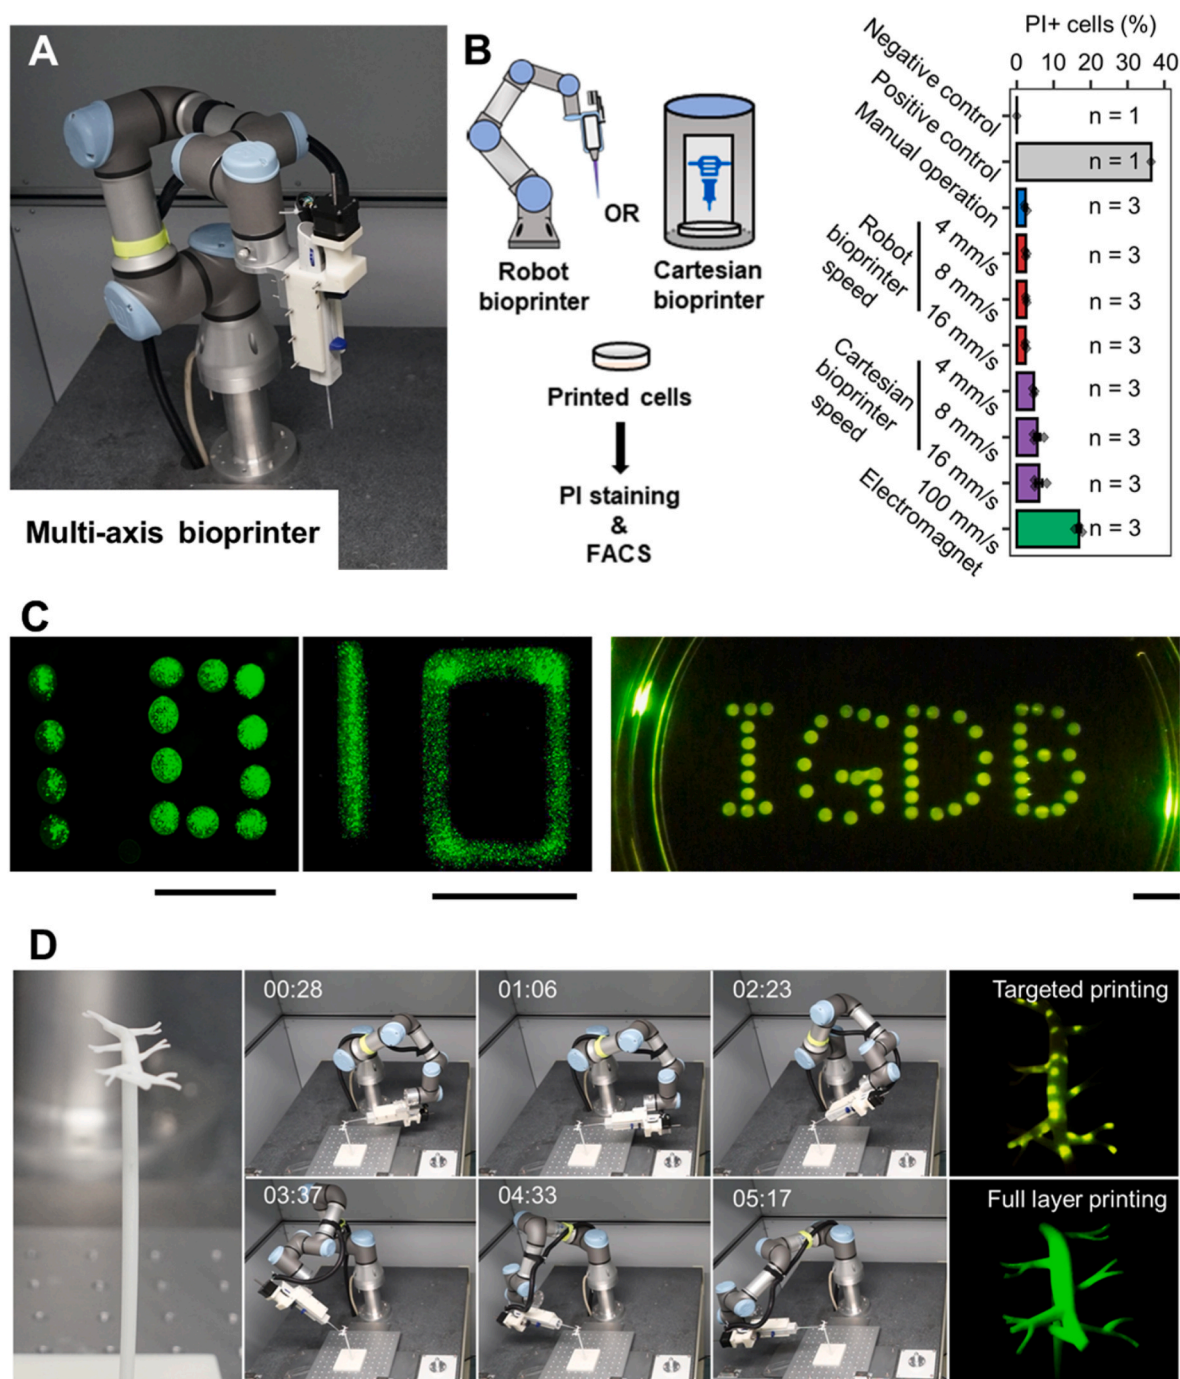 A
Multi-axis bioprinter
B
OR
Robot
bioprinter
Cartesian
bioprinter
Printed cells
PI staining
&
FACS
PI+ cells (%)
0 10 20 30 40
Negative control
Positive control
Manual operation
Robot
bioprinter
speed
4 mm/s
8 mm/s
16 mm/s
Cartesian
bioprinter
speed
4 mm/s
8 mm/s
16 mm/s
100 mm/s
Electromagnet
n = 1
n = 1
n = 3
n = 3
n = 3
n = 3
n = 3
n = 3
n = 3
n = 3
C
10
10
IGDB
D
00:28
01:06
02:23
Targeted printing
03:37
04:33
05:17
Full layer printing